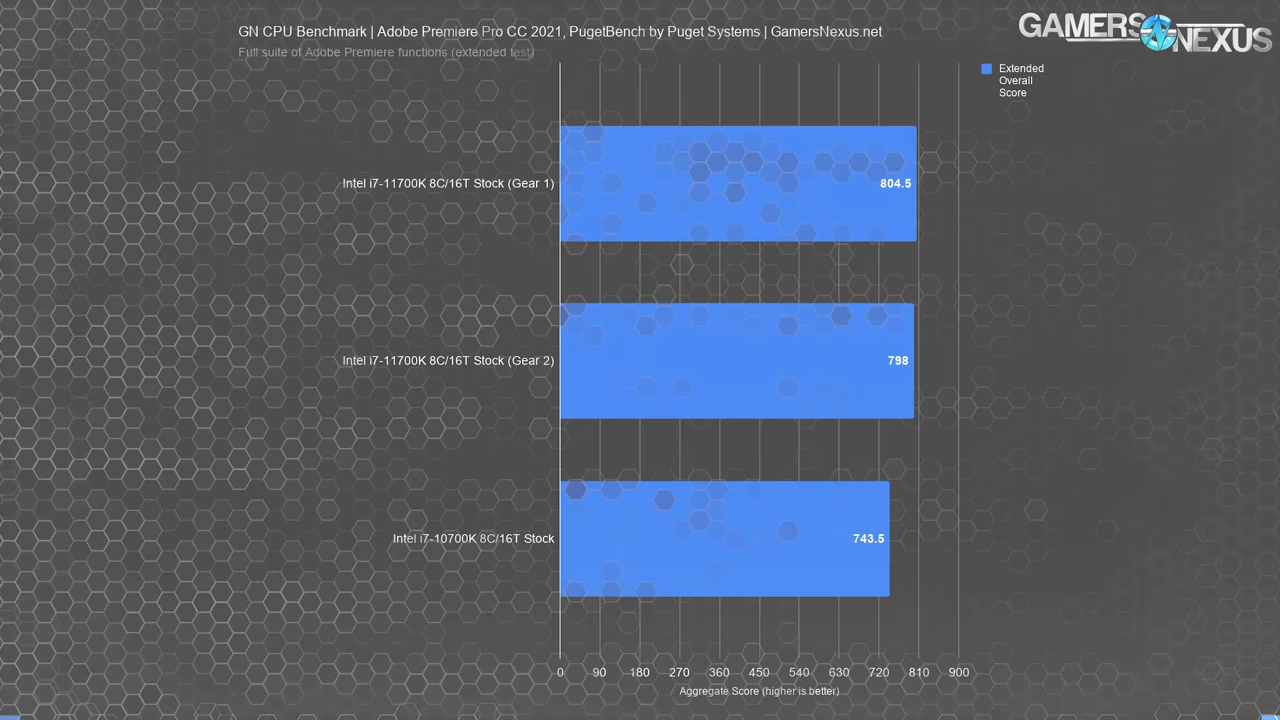 GN CPU Benchmark | Adobe Premiere Pro CC 2021, PugetBench by Puget Systems | GamersNexus.net
Full suite of Adobe Premiere functions (extended test)
GAMERS NEXUS
Extended
Overall
Score
Intel i7-11700K 8C/16T Stock (Gear 1)
804.5
Intel i7-11700K 8C/16T Stock (Gear 2)
798
Intel i7-10700K 8C/16T Stock
743.5
0 90 180 270 360 450 540 630 720 810 900
Aggregate Score (higher is better)